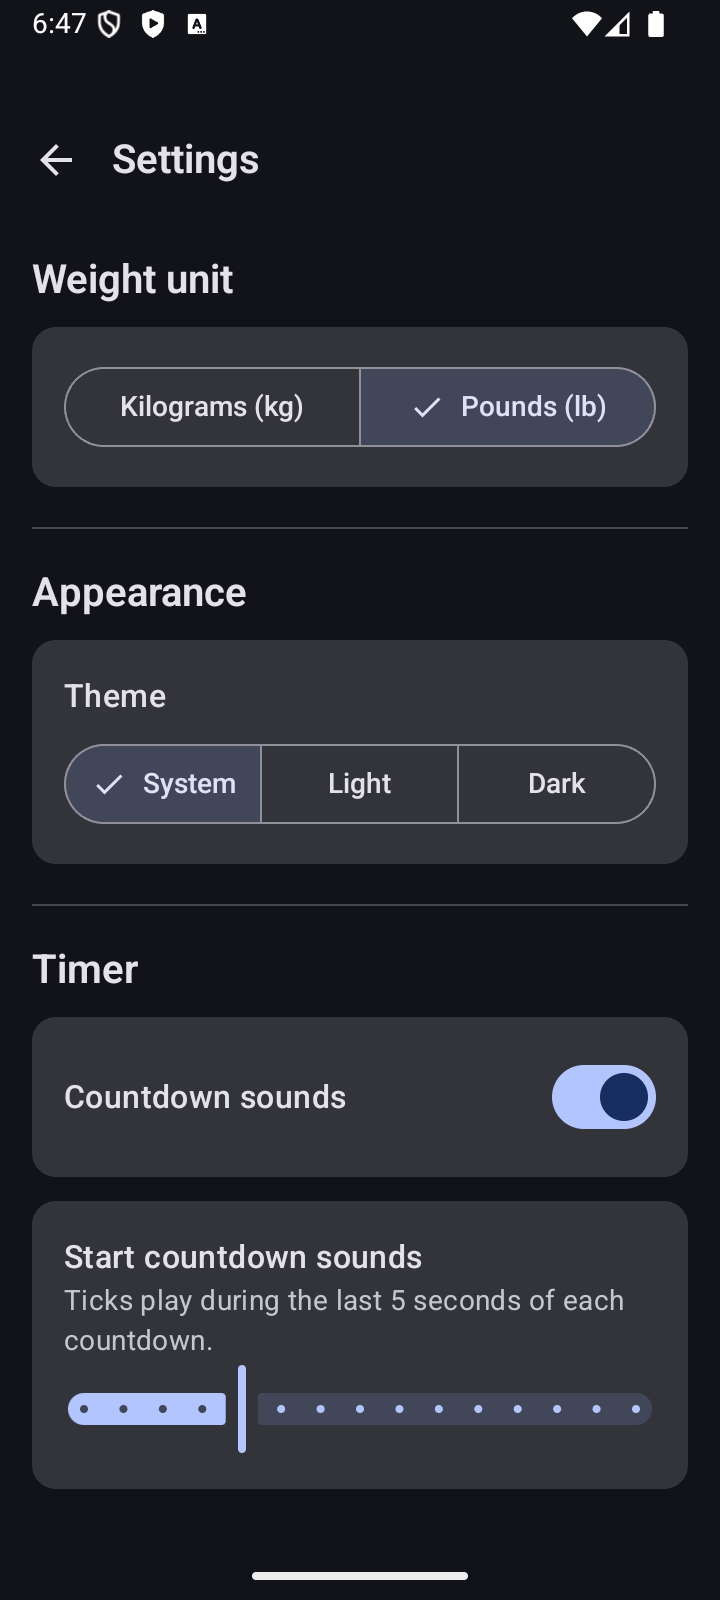 6:47
Settings
Weight unit
Kilograms (kg)
Pounds (lb)
Appearance
Theme
System
Light
Dark
Timer
Countdown sounds
Start countdown sounds
Ticks play during the last 5 seconds of each
countdown.